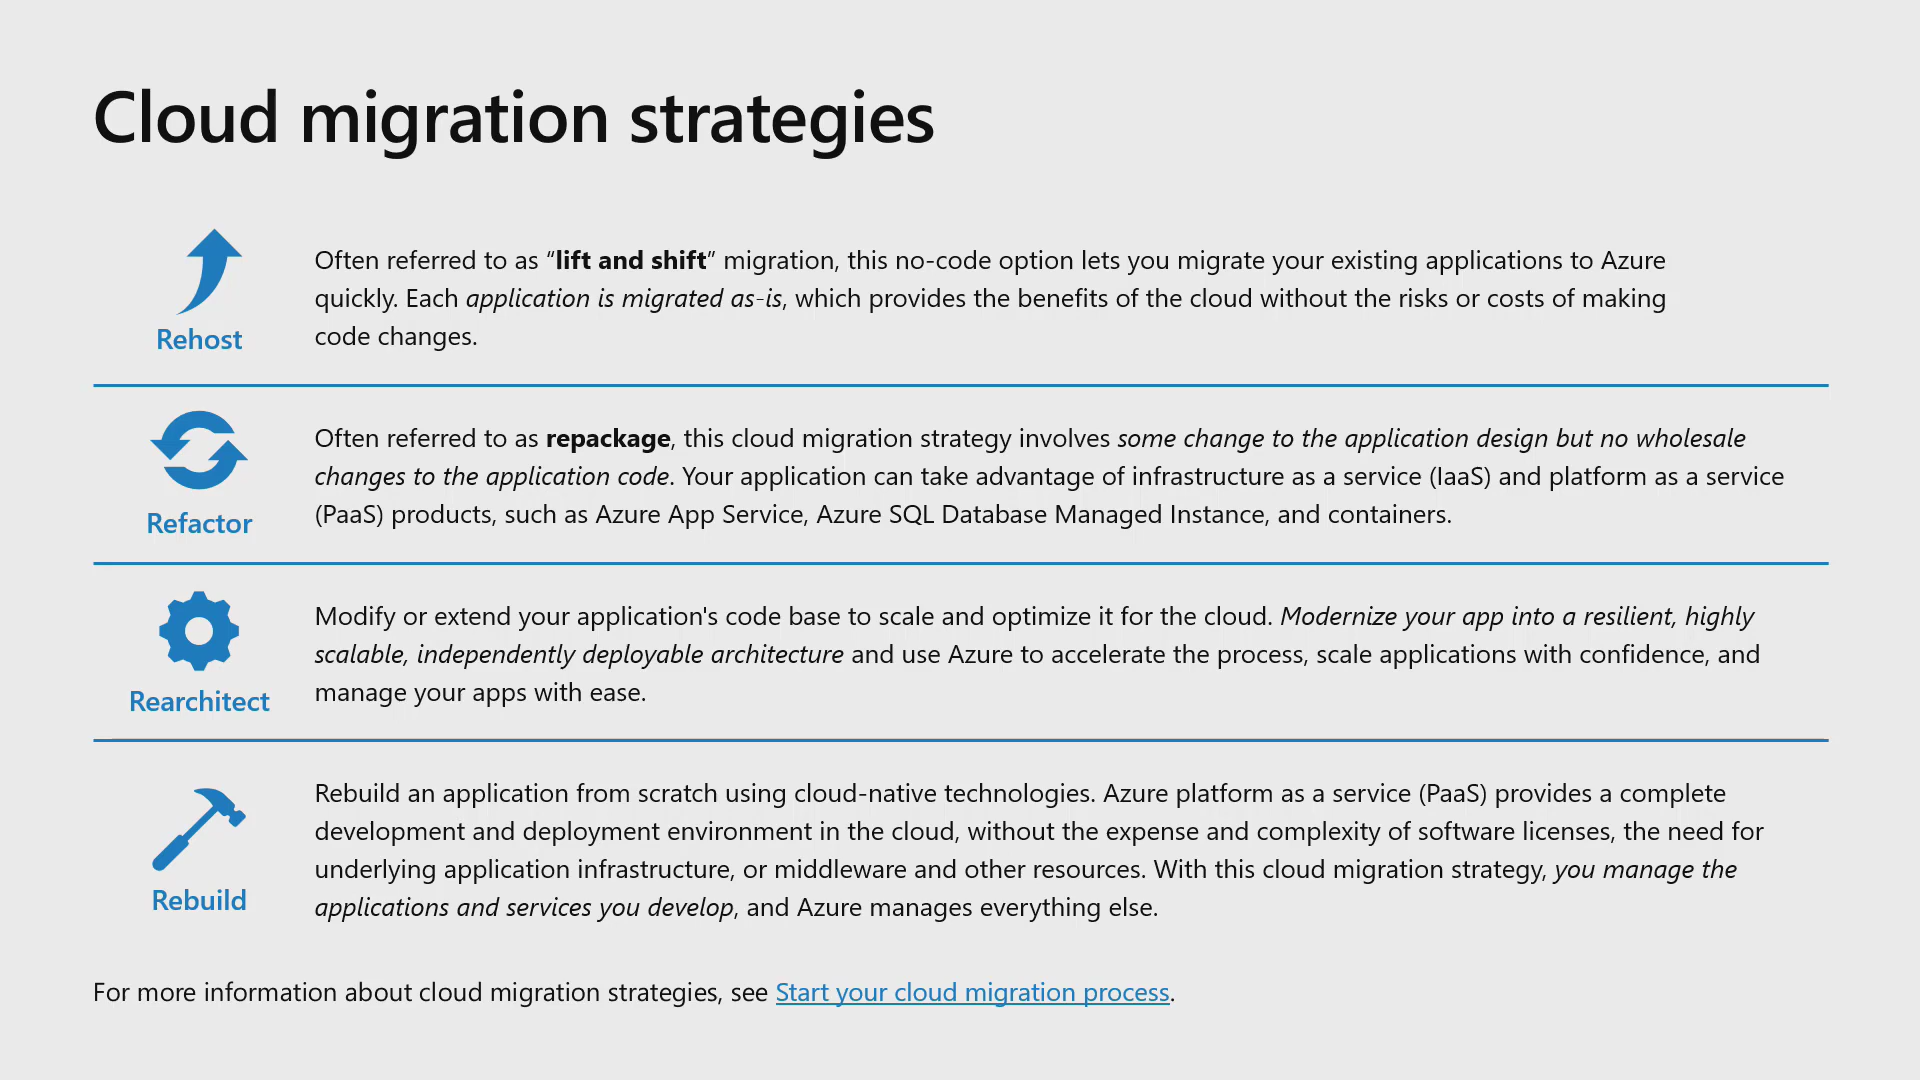 Cloud migration strategies
Rehost
Often referred to as “lift and shift” migration, this no-code option lets you migrate your existing applications to Azure
quickly. Each application is migrated as-is, which provides the benefits of the cloud without the risks or costs of making
code changes.
Refactor
Often referred to as repackage, this cloud migration strategy involves some change to the application design but no wholesale
changes to the application code. Your application can take advantage of infrastructure as a service (IaaS) and platform as a service
(PaaS) products, such as Azure App Service, Azure SQL Database Managed Instance, and containers.
Rearchitect
Modify or extend your application's code base to scale and optimize it for the cloud. Modernize your app into a resilient, highly
scalable, independently deployable architecture and use Azure to accelerate the process, scale applications with confidence, and
manage your apps with ease.
Rebuild
Rebuild an application from scratch using cloud-native technologies. Azure platform as a service (PaaS) provides a complete
development and deployment environment in the cloud, without the expense and complexity of software licenses, the need for
underlying application infrastructure, or middleware and other resources. With this cloud migration strategy, you manage the
applications and services you develop, and Azure manages everything else.
For more information about cloud migration strategies, see Start your cloud migration process.